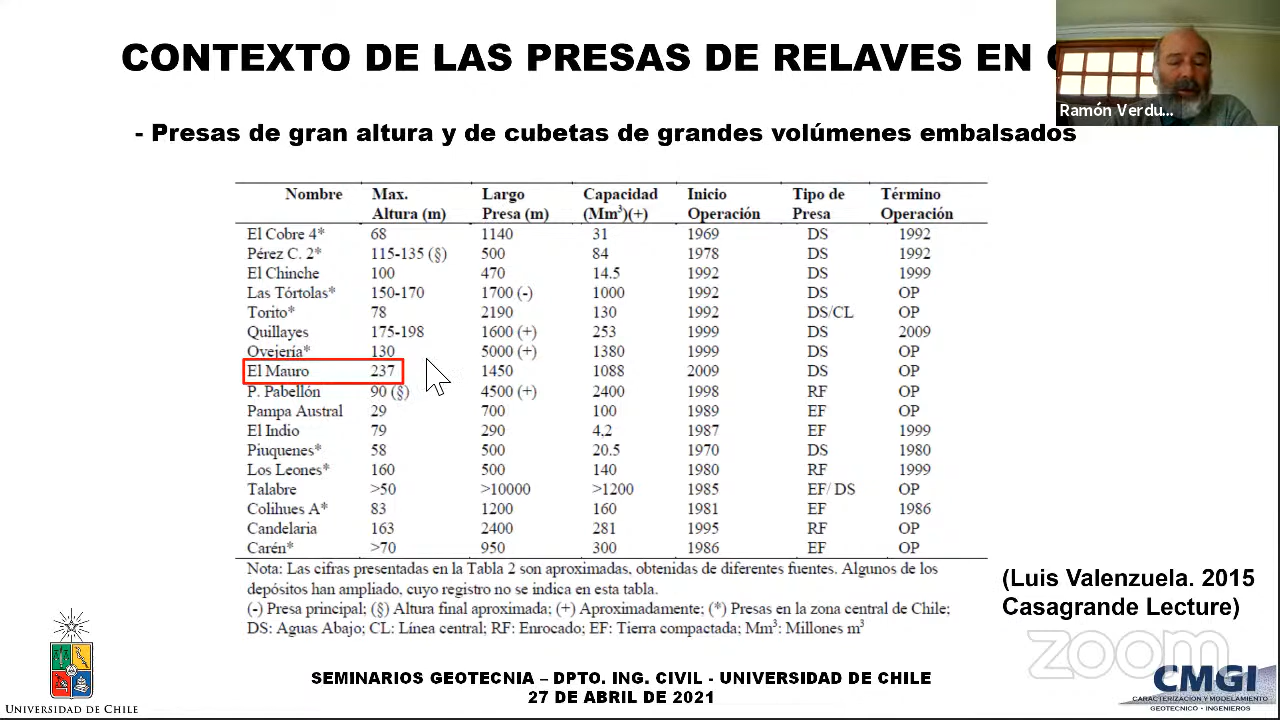 CONTEXTO DE LAS PRESAS DE RELAVES EN
Ramón Verdu...
- Presas de gran altura y de cubetas de grandes volúmenes embalsados
Nombre Max. Altura (m) Largo Presa (m) Capacidad (Mm³)(+) Inicio Operación Tipo de Presa Término Operación
El Cobre 4* 68 1140 31 1969 DS 1992
Pérez C. 2* 115-135 (§) 500 84 1978 DS 1992
El Chinche 100 470 14.5 1992 DS 1999
Las Tórtolas* 150-170 1700 (-) 1000 1992 DS OP
Torito* 78 2190 130 1992 DS/CL OP
Quillayes 175-198 1600 (+) 253 1999 DS 2009
Ovejería* 130 5000 (+) 1380 1999 DS OP
El Mauro 237 1450 1088 2009 DS OP
P. Pabellón 90 (§) 4500 (+) 2400 1998 RF OP
Pampa Austral 29 700 100 1989 EF OP
El Indio 79 290 4,2 1987 EF 1999
Piuquenes* 58 500 20.5 1970 DS 1980
Los Leones* 160 500 140 1980 RF 1999
Talabre >50 >10000 >1200 1985 EF/ DS OP
Colihues A* 83 1200 160 1981 EF 1986
Candelaria 163 2400 281 1995 RF OP
Carén* >70 950 300 1986 EF OP
Nota: Las cifras presentadas en la Tabla 2 son aproximadas, obtenidas de diferentes fuentes. Algunos de los
depósitos han ampliado, cuyo registro no se indica en esta tabla.
(-) Presa principal; (§) Altura final aproximada; (+) Aproximadamente; (*) Presas en la zona central de Chile;
DS: Aguas Abajo; CL: Línea central; RF: Enrocado; EF: Tierra compactada; Mm³: Millones m³
(Luis Valenzuela. 2015
Casagrande Lecture)
zoom
SEMINARIOS GEOTECNIA – DPTO. ING. CIVIL - UNIVERSIDAD DE CHILE
27 DE ABRIL DE 2021
UNIVERSIDAD DE CHILE
CMGI
CARACTERIZACIÓN Y MODELAMIENTO
GEOTECNICO • INGENIEROS